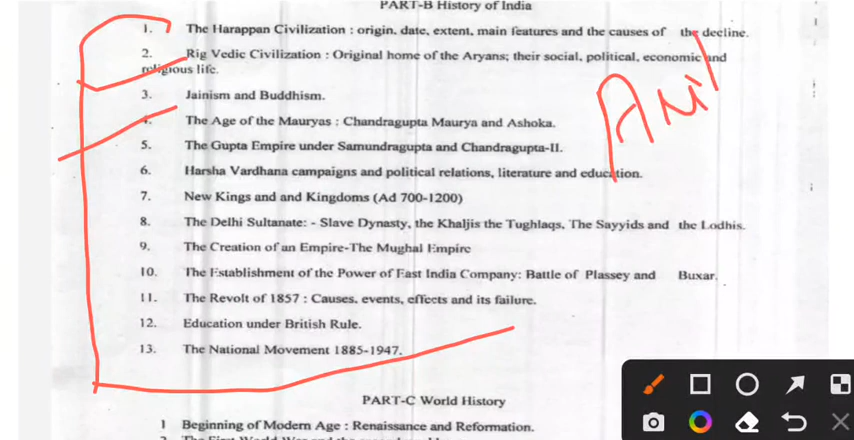 PART-B History of India
1. The Harappan Civilization : origin, date, extent, main features and the causes of the decline.
2. Rig Vedic Civilization : Original home of the Aryans; their social, political, economic and
religious life.
3. Jainism and Buddhism.
4. The Age of the Mauryas : Chandragupta Maurya and Ashoka.
5. The Gupta Empire under Samundragupta and Chandragupta-II.
6. Harsha Vardhana campaigns and political relations, literature and education.
7. New Kings and and Kingdoms (Ad 700-1200)
8. The Delhi Sultanate: - Slave Dynasty, the Khaljis the Tughlaqs, The Sayyids and the Lodhis.
9. The Creation of an Empire-The Mughal Empire
10. The Establishment of the Power of East India Company: Battle of Plassey and Buxar.
11. The Revolt of 1857 : Causes, events, effects and its failure.
12. Education under British Rule.
13. The National Movement 1885-1947.
PART-C World History
1 Beginning of Modern Age : Renaissance and Reformation.